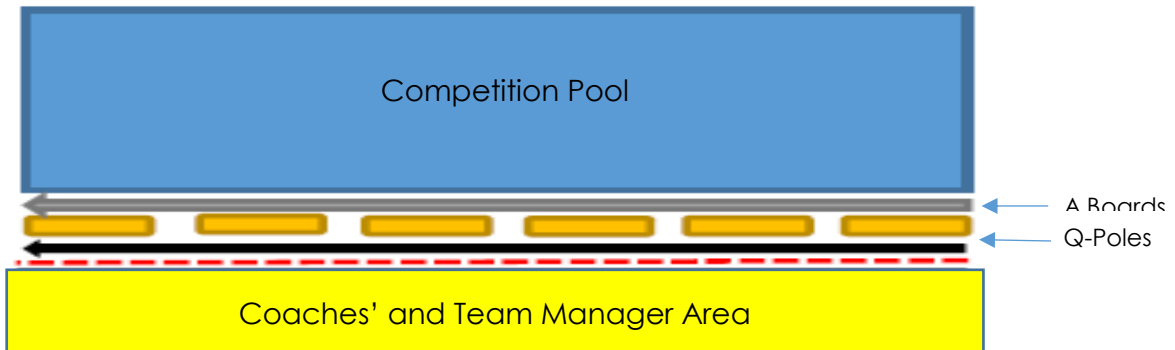 Competition Pool
A Boards
Q-Poles
Coaches’ and Team Manager Area